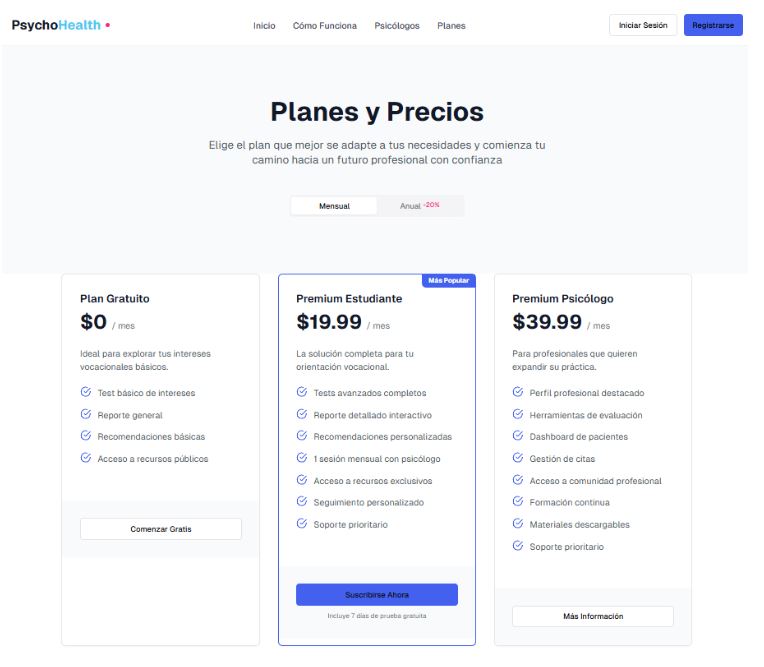 PsychoHealth
Inicio Cómo Funciona Psicólogos Planes
Iniciar Sesión Registrarse
Planes y Precios
Elige el plan que mejor se adapte a tus necesidades y comienza tu
camino hacia un futuro profesional con confianza
Mensual Anual -20%
Plan Gratuito
$0 / mes
Ideal para explorar tus intereses
vocacionales básicos.
Test básico de intereses
Reporte general
Recomendaciones básicas
Acceso a recursos públicos
Comenzar Gratis
Más Popular
Premium Estudiante
$19.99 / mes
La solución completa para tu
orientación vocacional.
Tests avanzados completos
Reporte detallado interactivo
Recomendaciones personalizadas
1 sesión mensual con psicólogo
Acceso a recursos exclusivos
Seguimiento personalizado
Soporte prioritario
Suscribirse Ahora
Incluye 7 días de prueba gratuita
Premium Psicólogo
$39.99 / mes
Para profesionales que quieren
expandir su práctica.
Perfil profesional destacado
Herramientas de evaluación
Dashboard de pacientes
Gestión de citas
Acceso a comunidad profesional
Formación continua
Materiales descargables
Soporte prioritario
Más Información